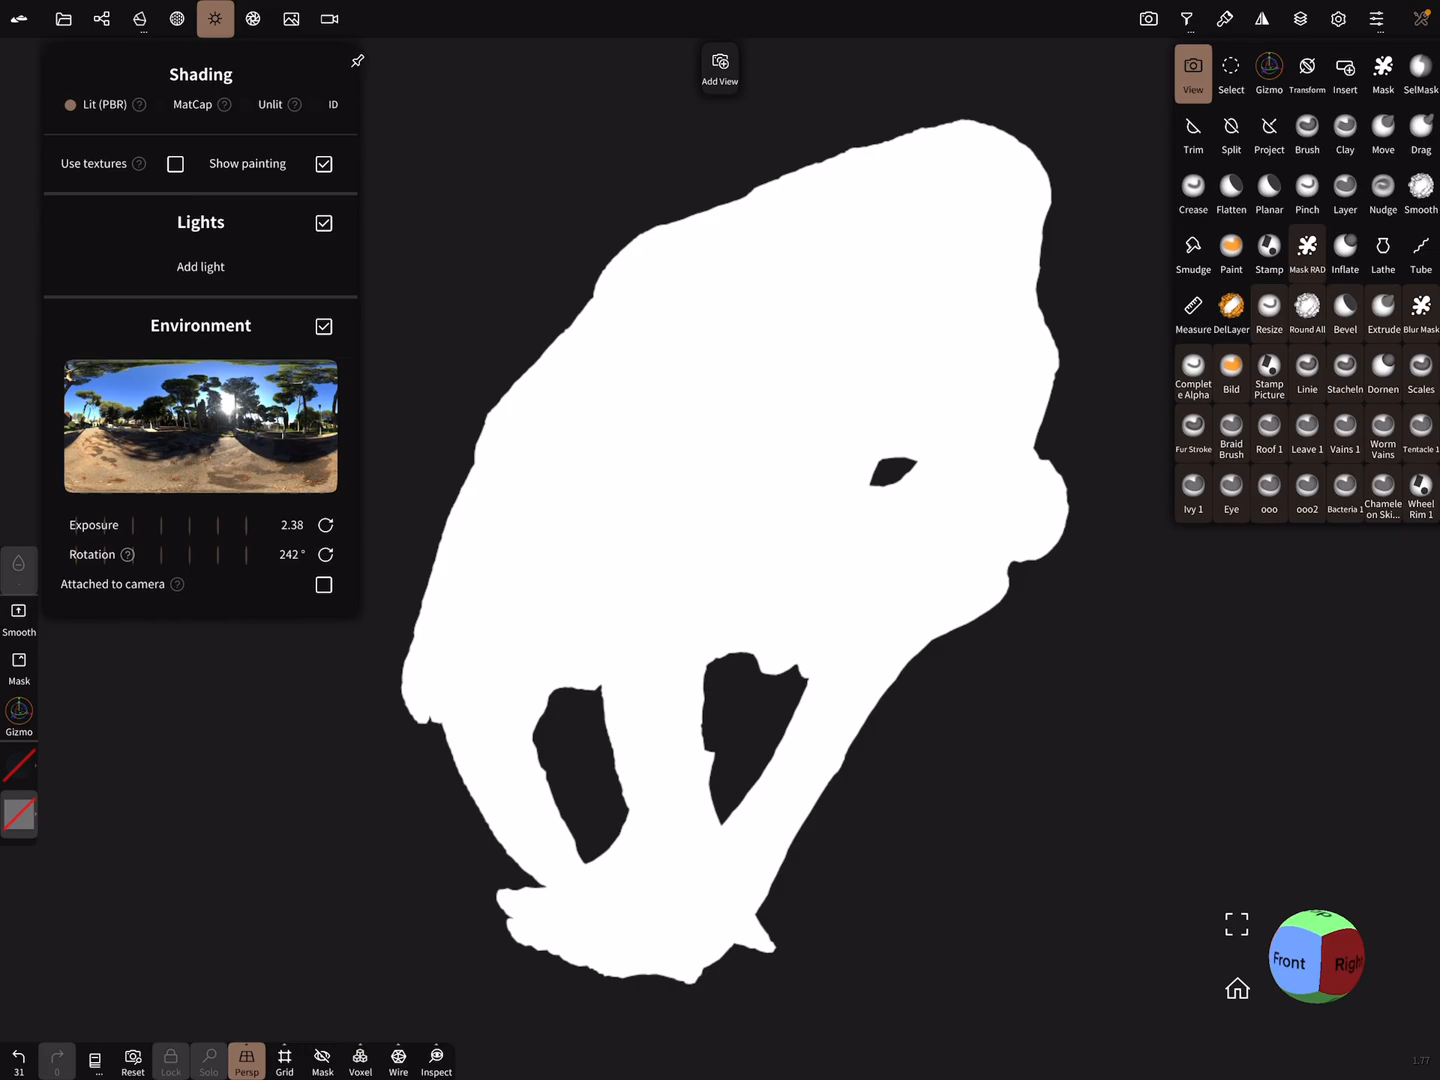 Shading
Lit (PBR) ? MatCap ? Unlit ? ID
Use textures ? Show painting
Lights
Add light
Environment
Exposure 2.38
Rotation ? 242 °
Attached to camera ?
Smooth
Mask
Gizmo
Add View
View Select Gizmo Transform Insert Mask SelMask
Trim Split Project Brush Clay Move Drag
Crease Flatten Planar Pinch Layer Nudge Smooth
Smudge Paint Stamp Mask RAD Inflate Lathe Tube
Measure DelLayer Resize Round All Bevel Extrude Blur Mask
Complet e Alpha Bild Stamp Picture Linie Stacheln Dornen Scales
Fur Stroke Braid Brush Roof 1 Leave 1 Vains 1 Worm Vains Tentacle 1
Ivy 1 Eye ooo ooo2 Bacteria 1 Chamele on Ski... Wheel Rim 1
Front Right
31 0 ... Reset Lock Solo Persp Grid Mask Voxel Wire Inspect
1.77